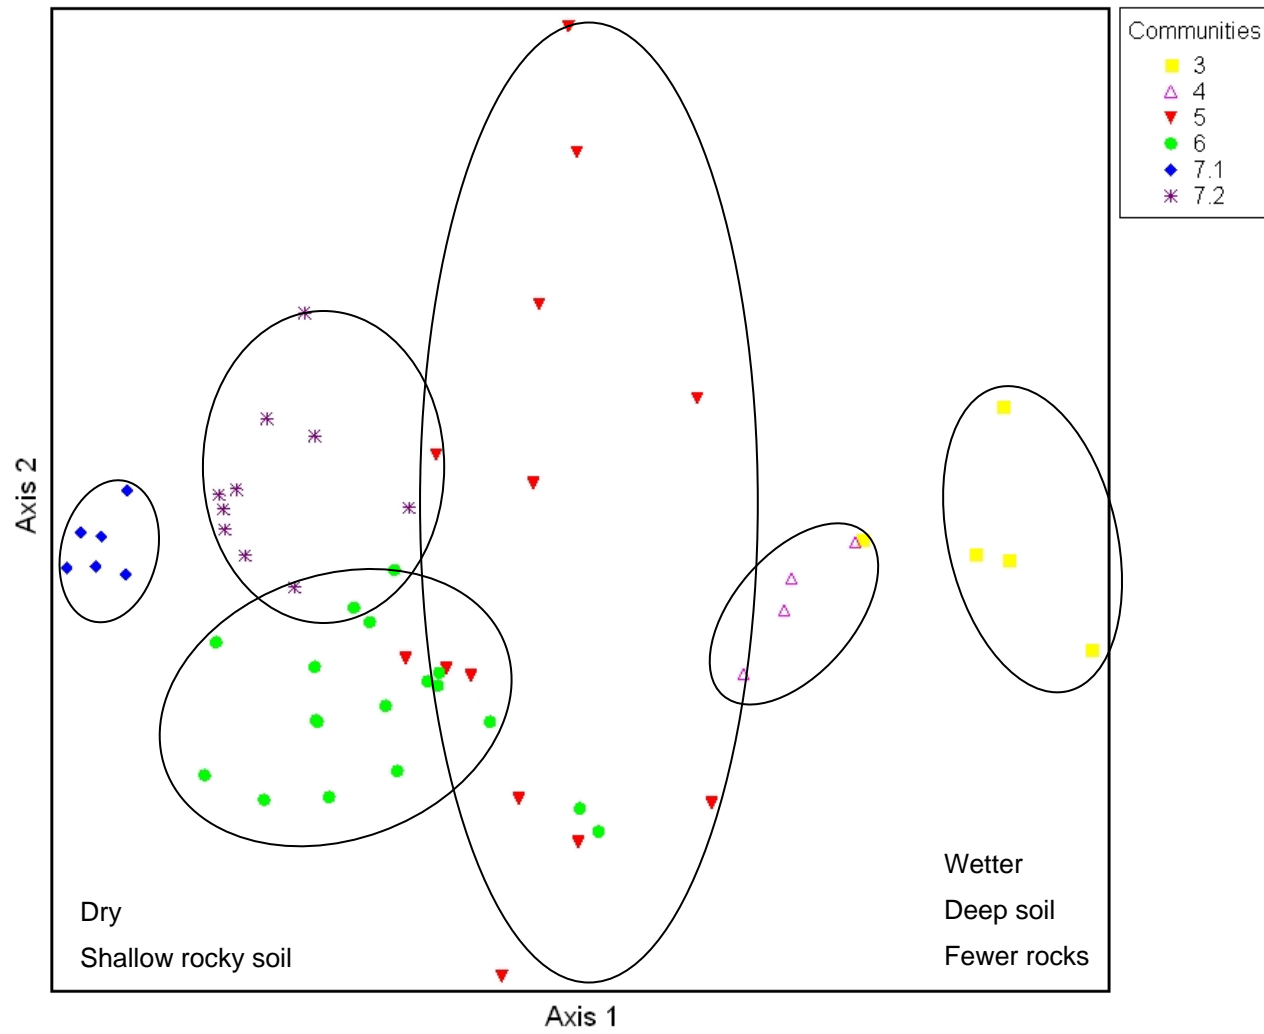 Communities
3
4
5
6
7.1
7.2
Axis 2
Dry
Shallow rocky soil
Wetter
Deep soil
Fewer rocks
Axis 1